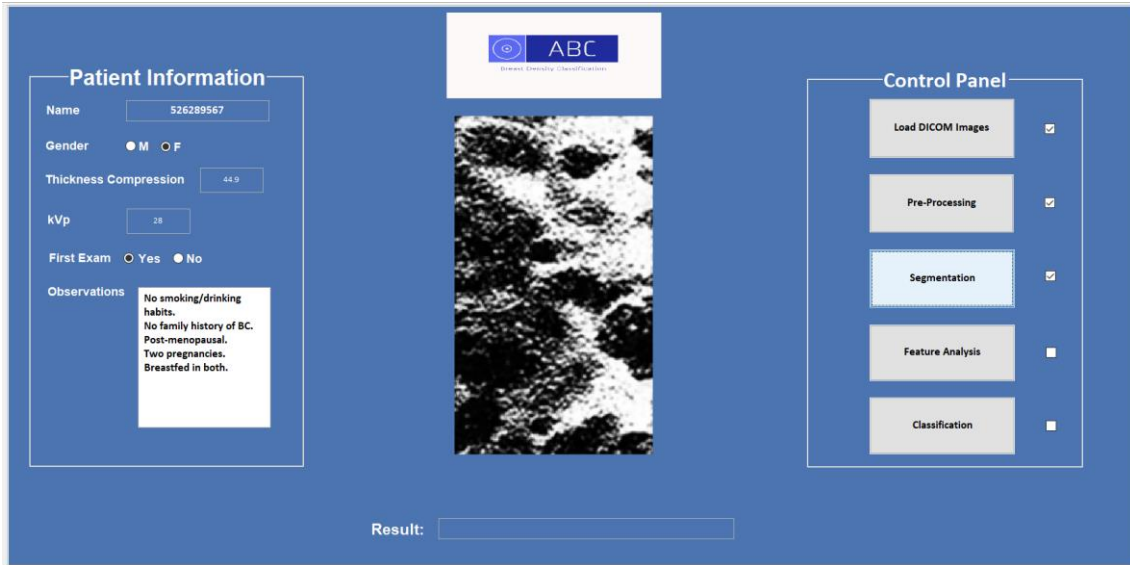 ABC
Breast Density Classification
Patient Information
Name 526289567
Gender M F
Thickness Compression 44.9
kVp 28
First Exam Yes No
Observations
No smoking/drinking
habits.
No family history of BC.
Post-menopausal.
Two pregnancies.
Breastfed in both.
Control Panel
Load DICOM Images
Pre-Processing
Segmentation
Feature Analysis
Classification
Result: